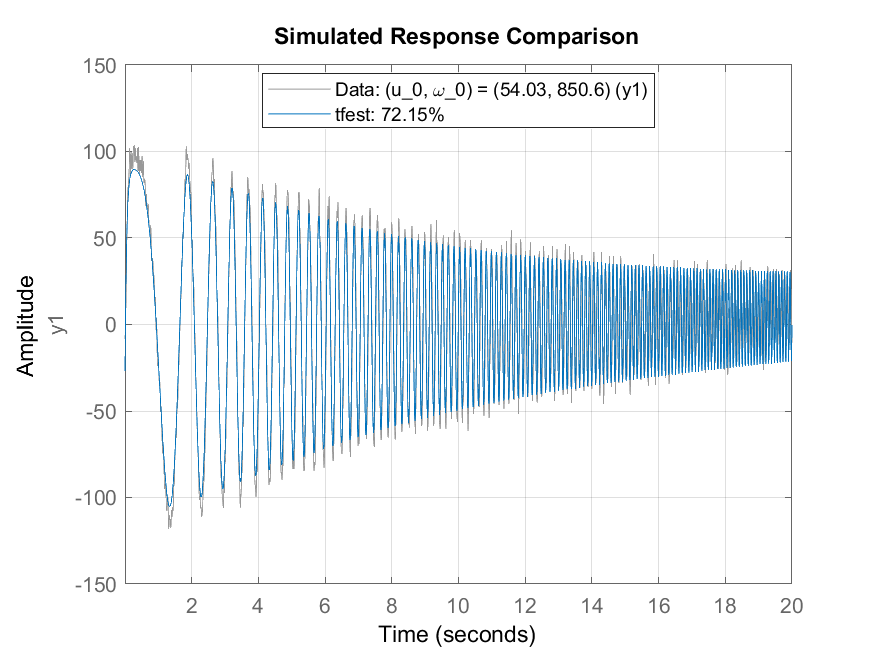 Simulated Response Comparison
Data: (u_0, ω_0) = (54.03, 850.6) (y1)
tfest: 72.15%
150
100
50
0
-50
-100
-150
Amplitude
y1
2 4 6 8 10 12 14 16 18 20
Time (seconds)